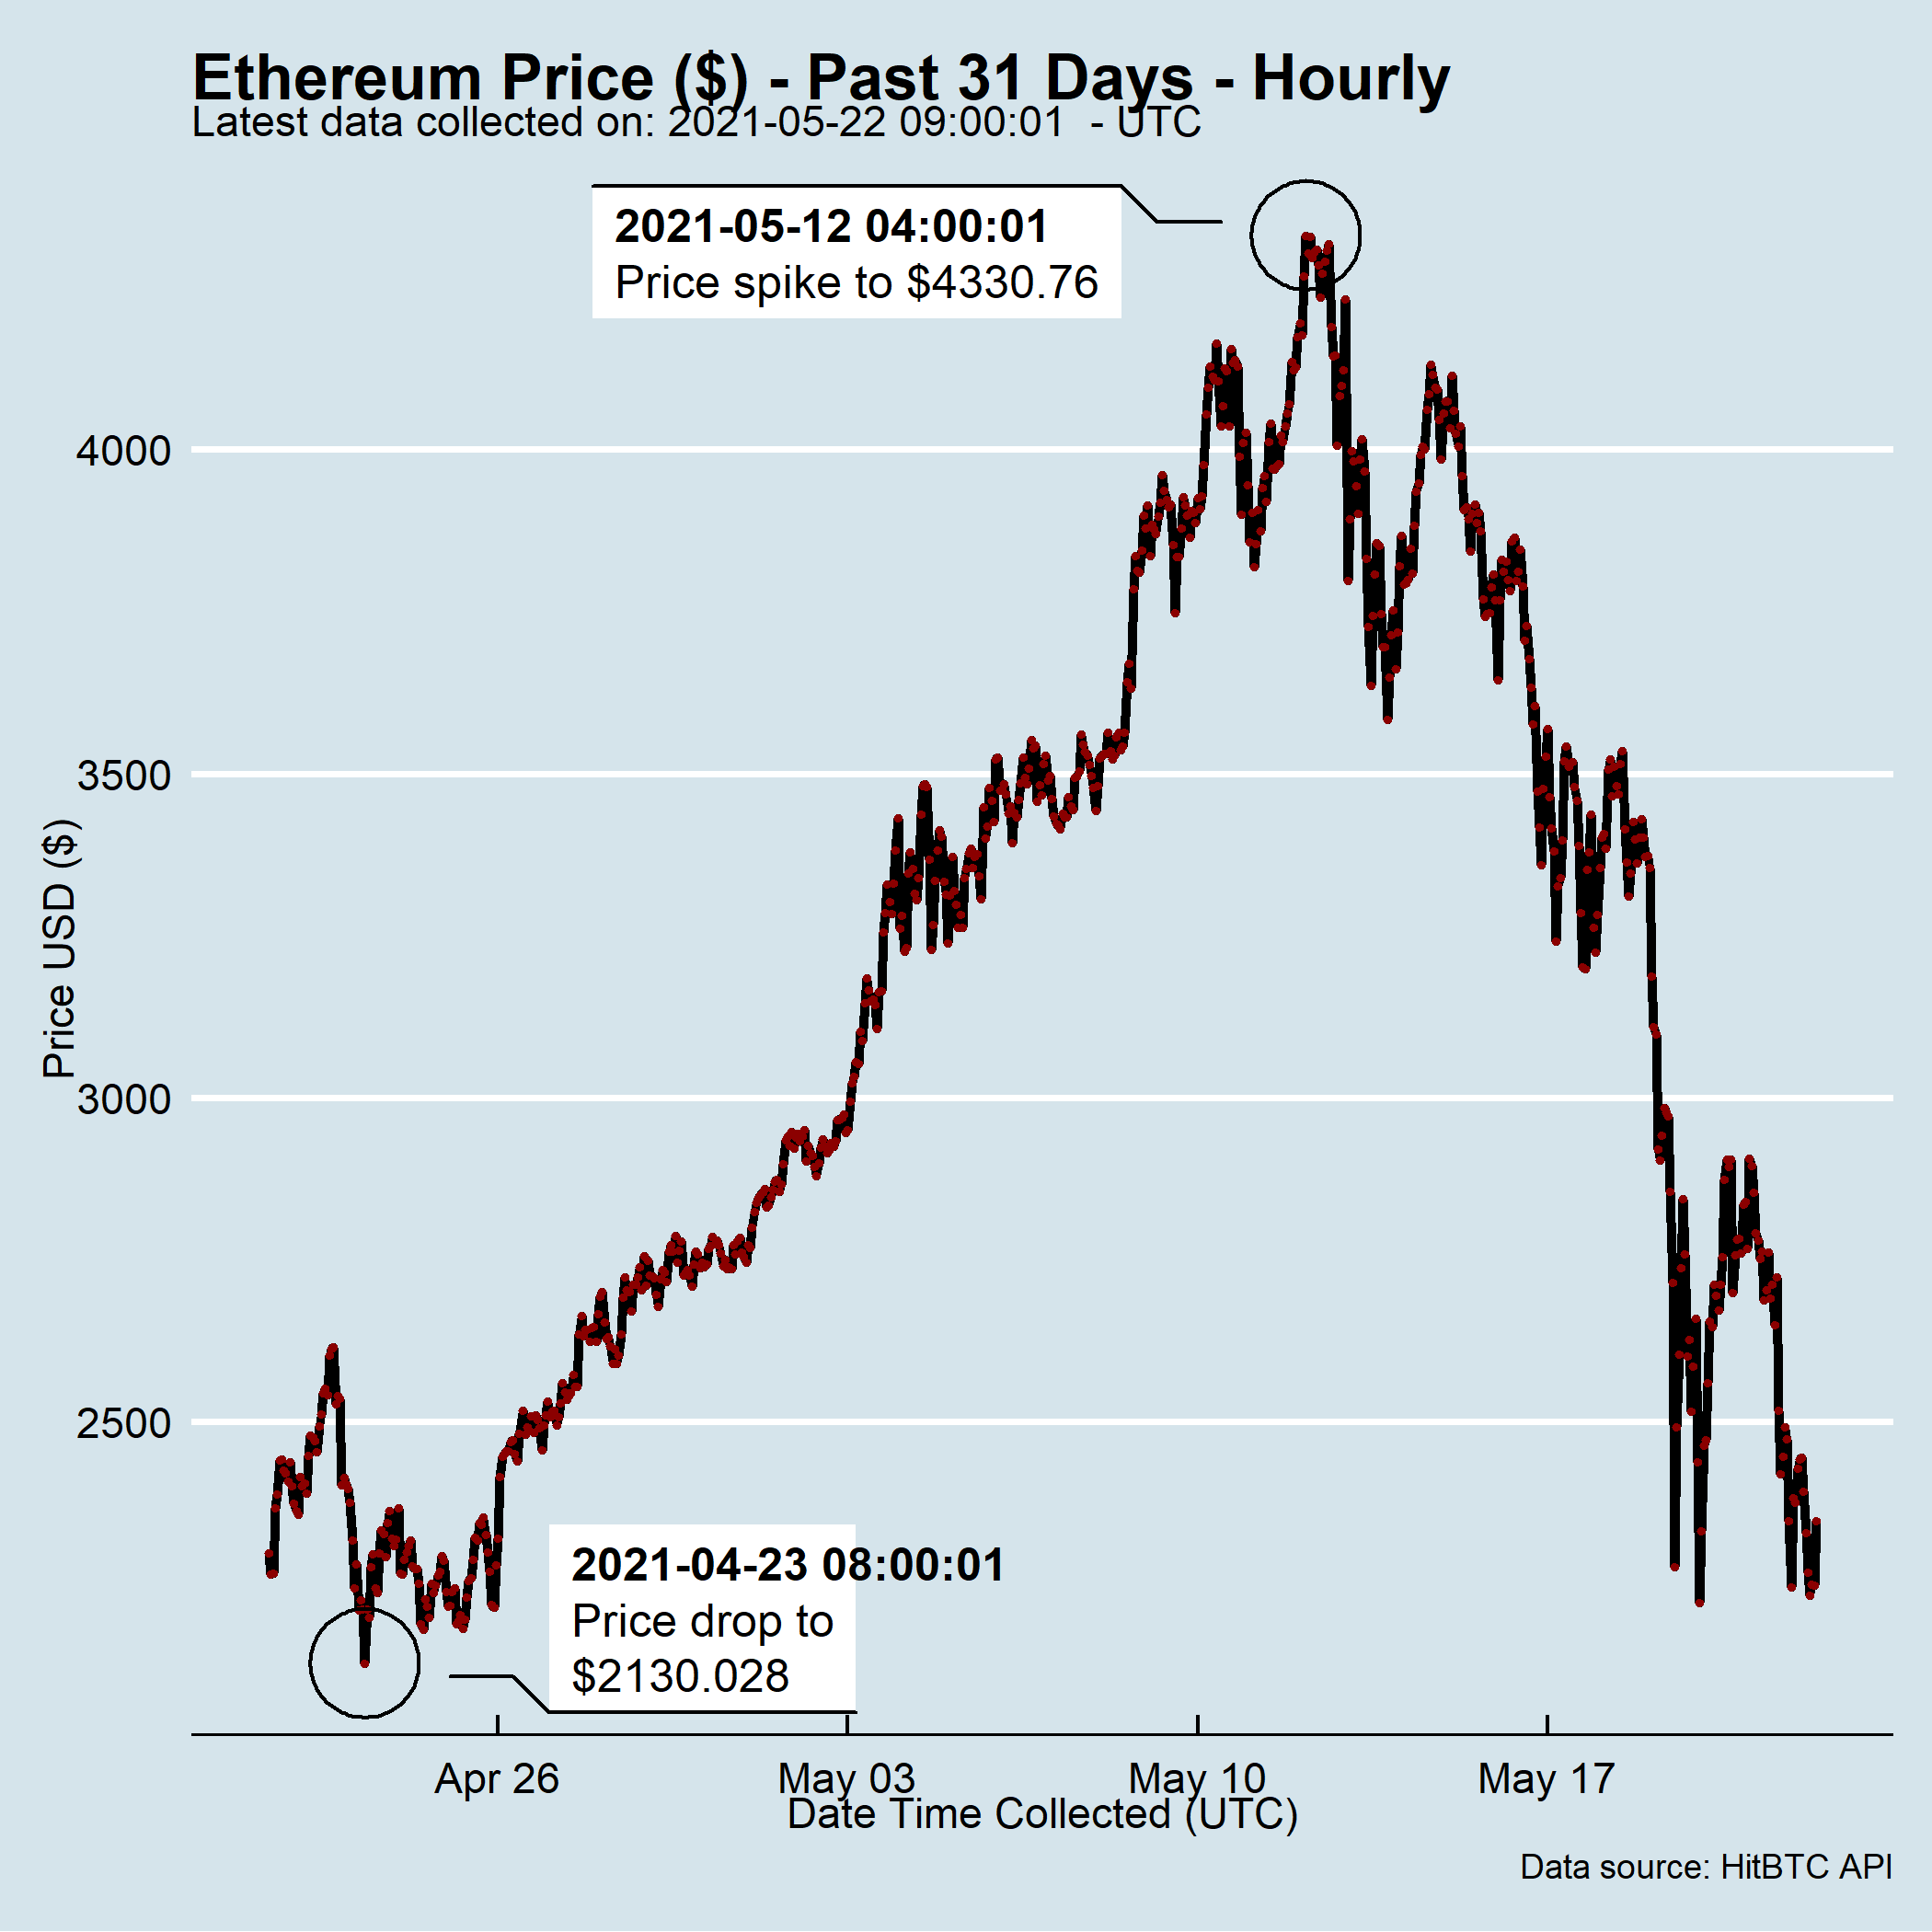 Ethereum Price ($) - Past 31 Days - Hourly
Latest data collected on: 2021-05-22 09:00:01  - UTC
2021-05-12 04:00:01
Price spike to $4330.76
4000
3500
3000
2500
Price USD ($)
2021-04-23 08:00:01
Price drop to
$2130.028
Apr 26
May 03
May 10
May 17
Date Time Collected (UTC)
Data source: HitBTC API